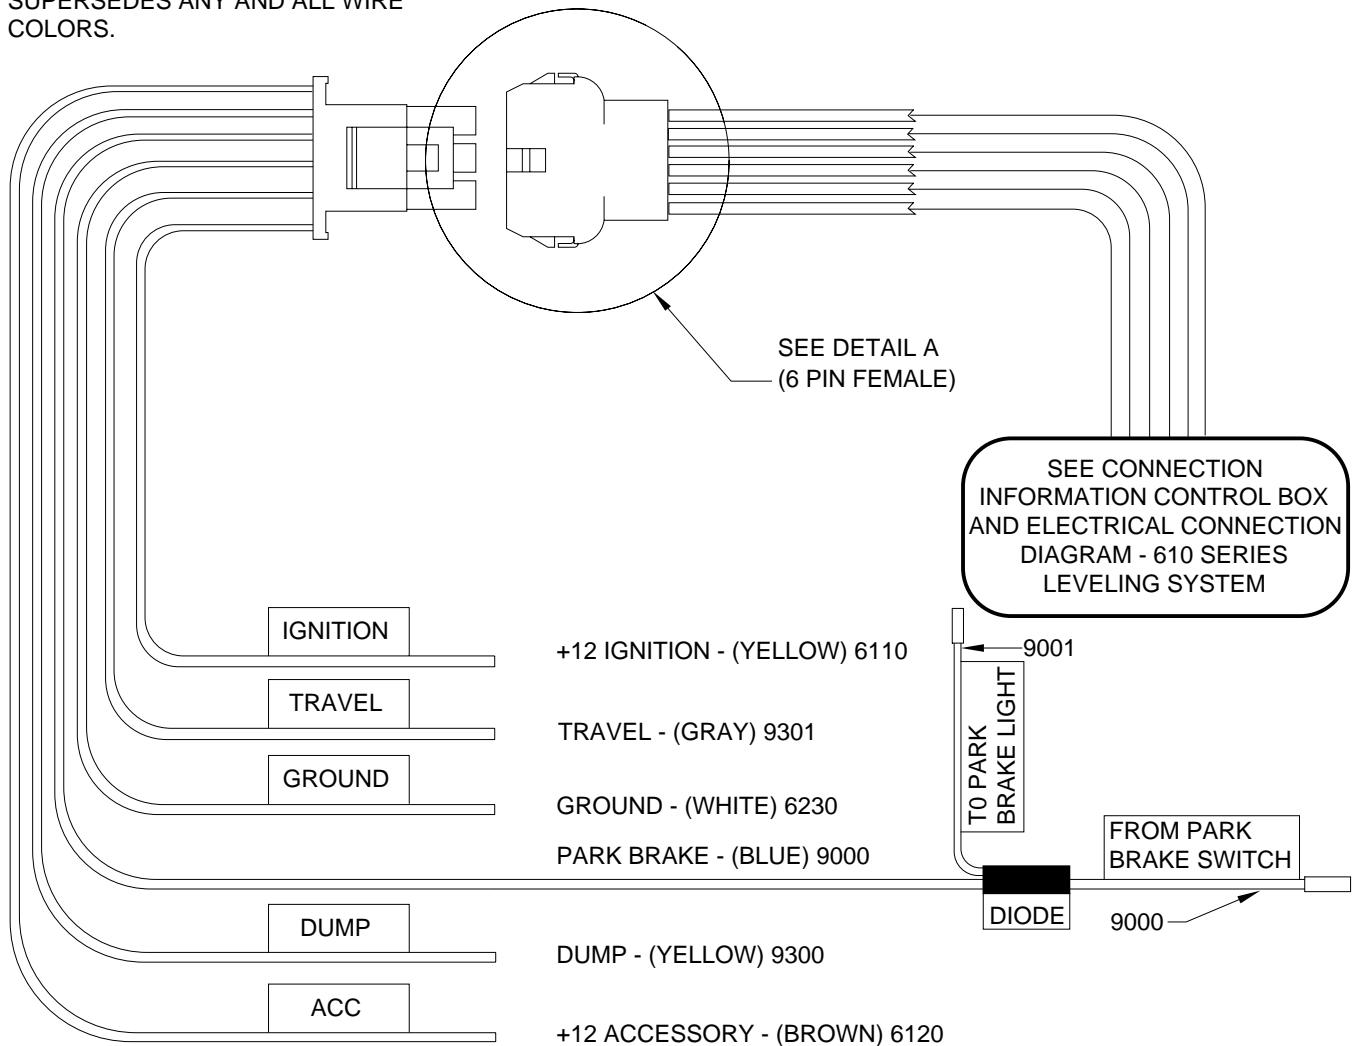 SUPERSEDES ANY AND ALL WIRE
COLORS.
SEE DETAIL A
(6 PIN FEMALE)
SEE CONNECTION
INFORMATION CONTROL BOX
AND ELECTRICAL CONNECTION
DIAGRAM - 610 SERIES
LEVELING SYSTEM
IGNITION
+12 IGNITION - (YELLOW) 6110
9001
TRAVEL
TRAVEL - (GRAY) 9301
T0 PARK
BRAKE LIGHT
GROUND
GROUND - (WHITE) 6230
PARK BRAKE - (BLUE) 9000
FROM PARK
BRAKE SWITCH
DIODE
9000
DUMP
DUMP - (YELLOW) 9300
ACC
+12 ACCESSORY - (BROWN) 6120